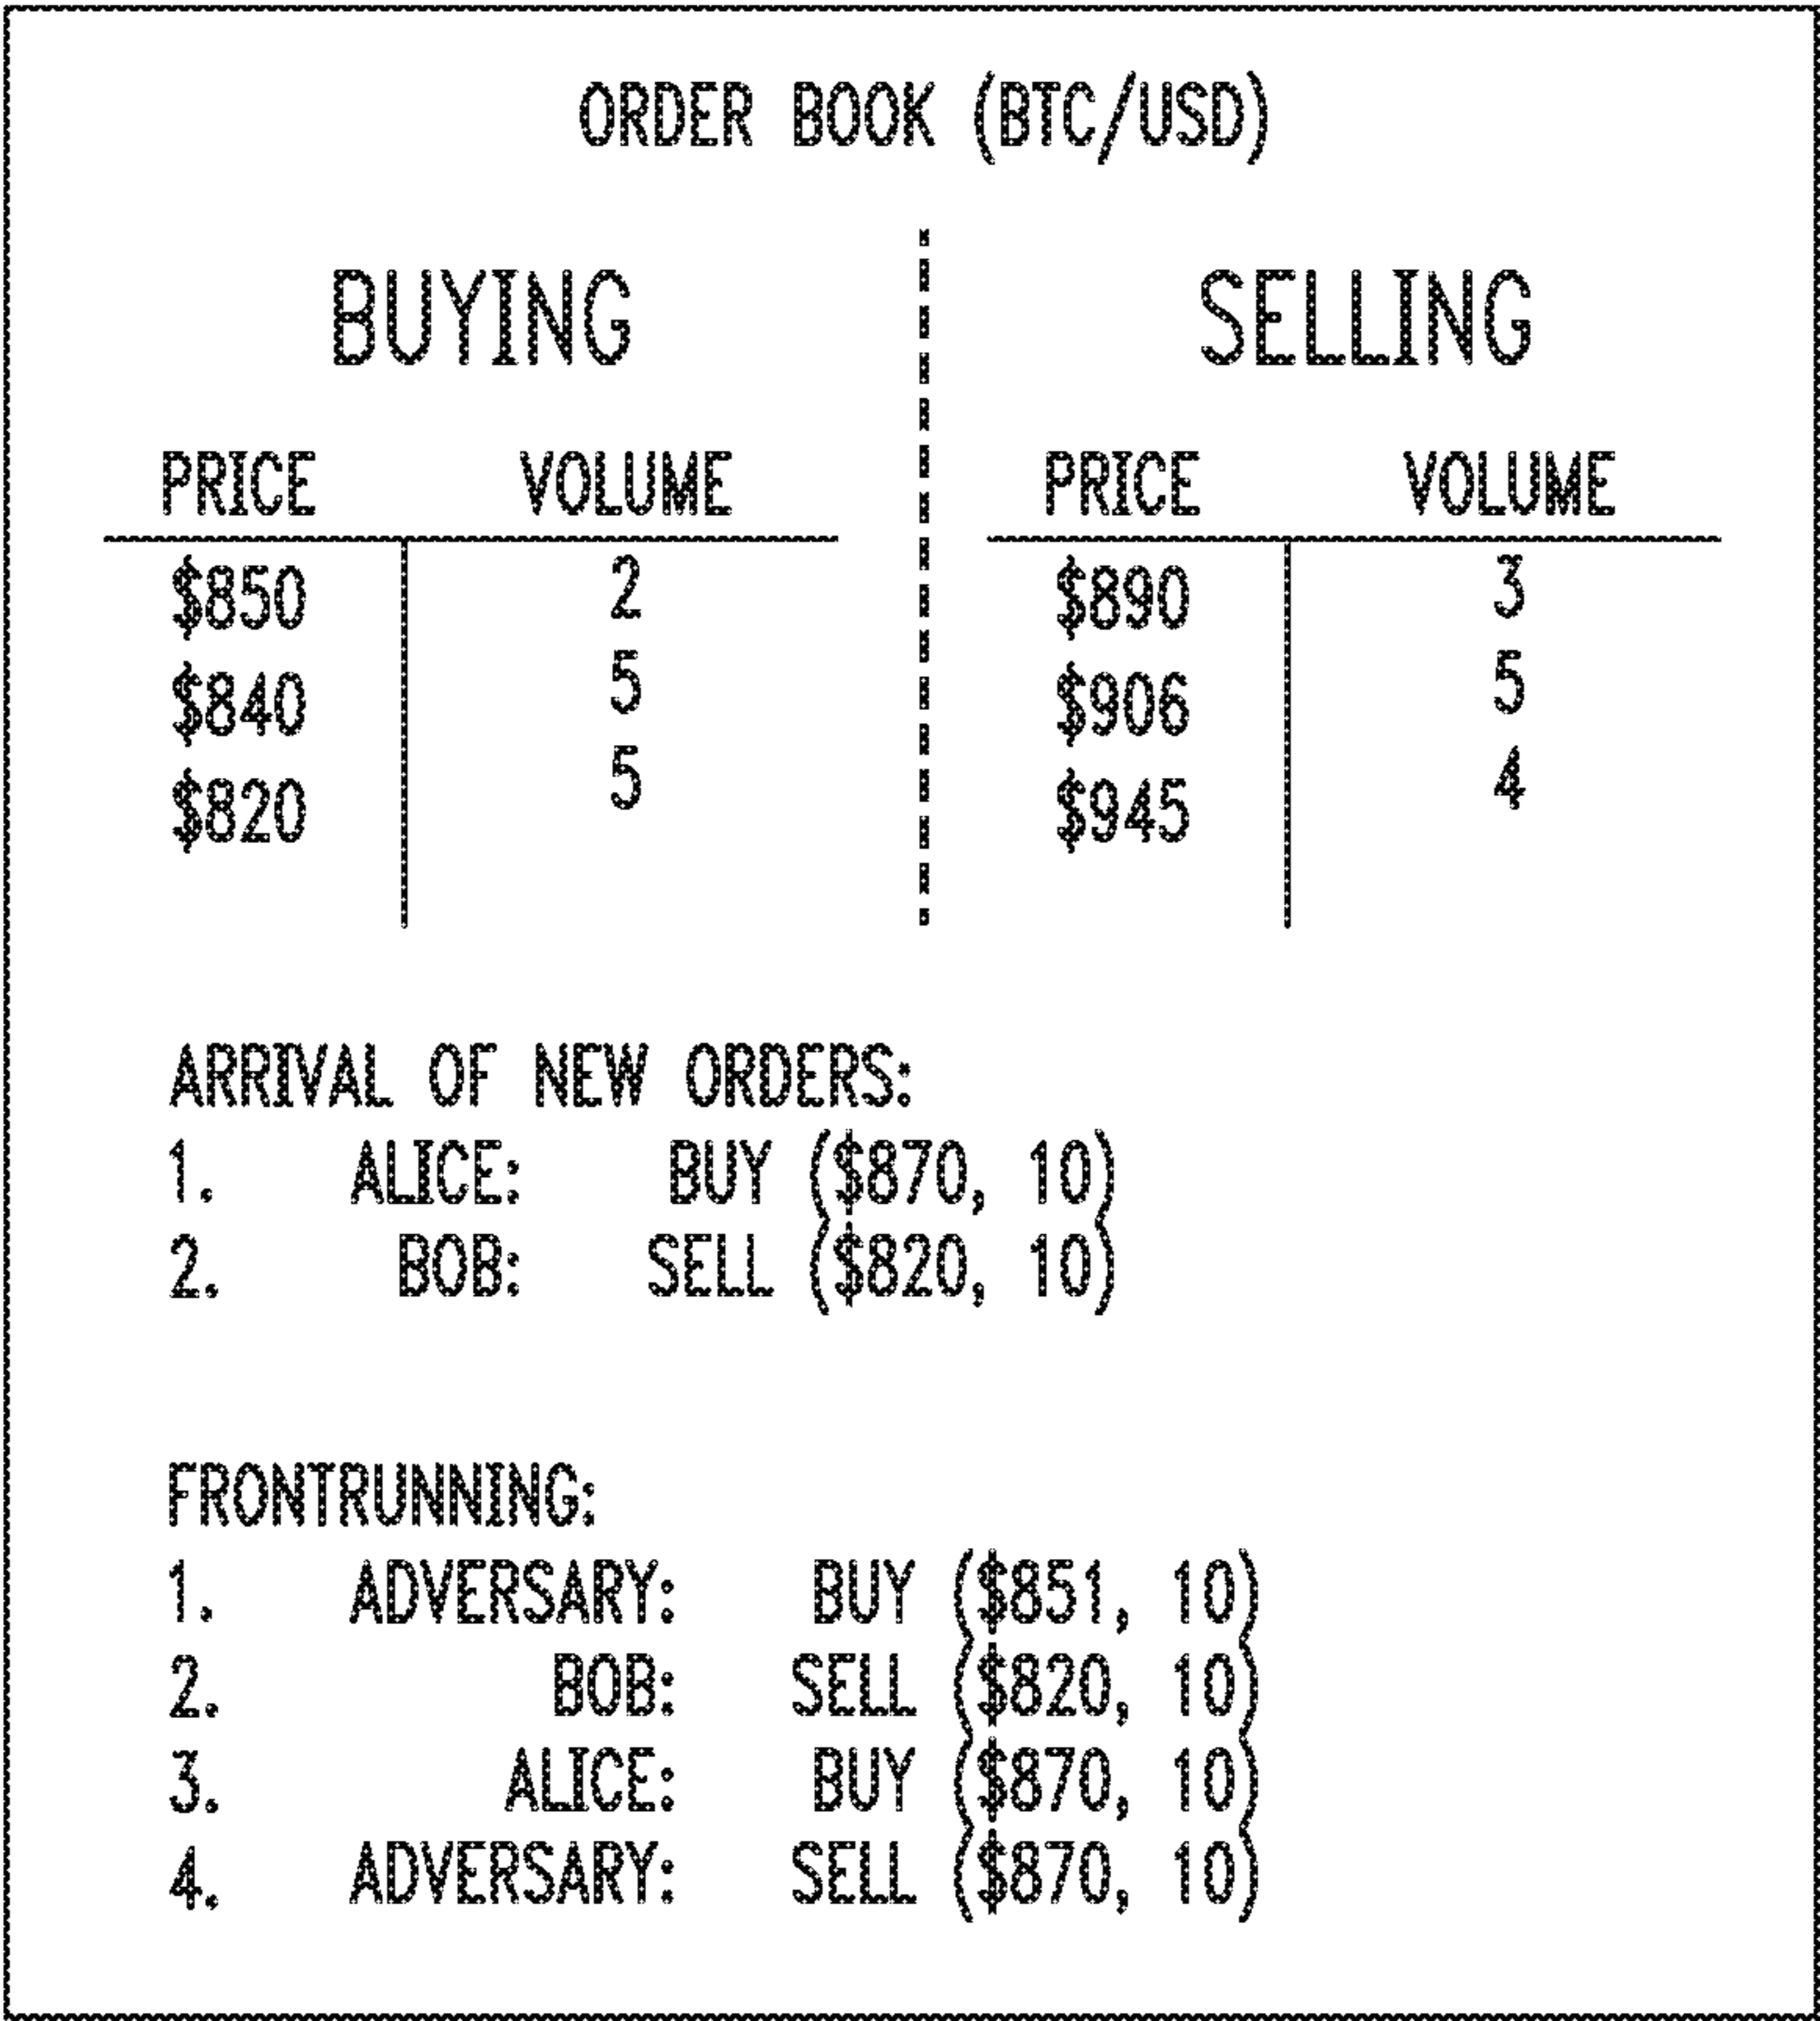 ORDER BOOK (BTC/USD)
BUYING SELLING
PRICE VOLUME PRICE VOLUME
$850 2 $890 3
$840 5 $906 5
$820 5 $945 4
ARRIVAL OF NEW ORDERS:
1. ALICE: BUY ($870, 10)
2. BOB: SELL ($820, 10)
FRONTRUNNING:
1. ADVERSARY: BUY ($851, 10)
2. BOB: SELL ($820, 10)
3. ALICE: BUY ($870, 10)
4. ADVERSARY: SELL ($870, 10)